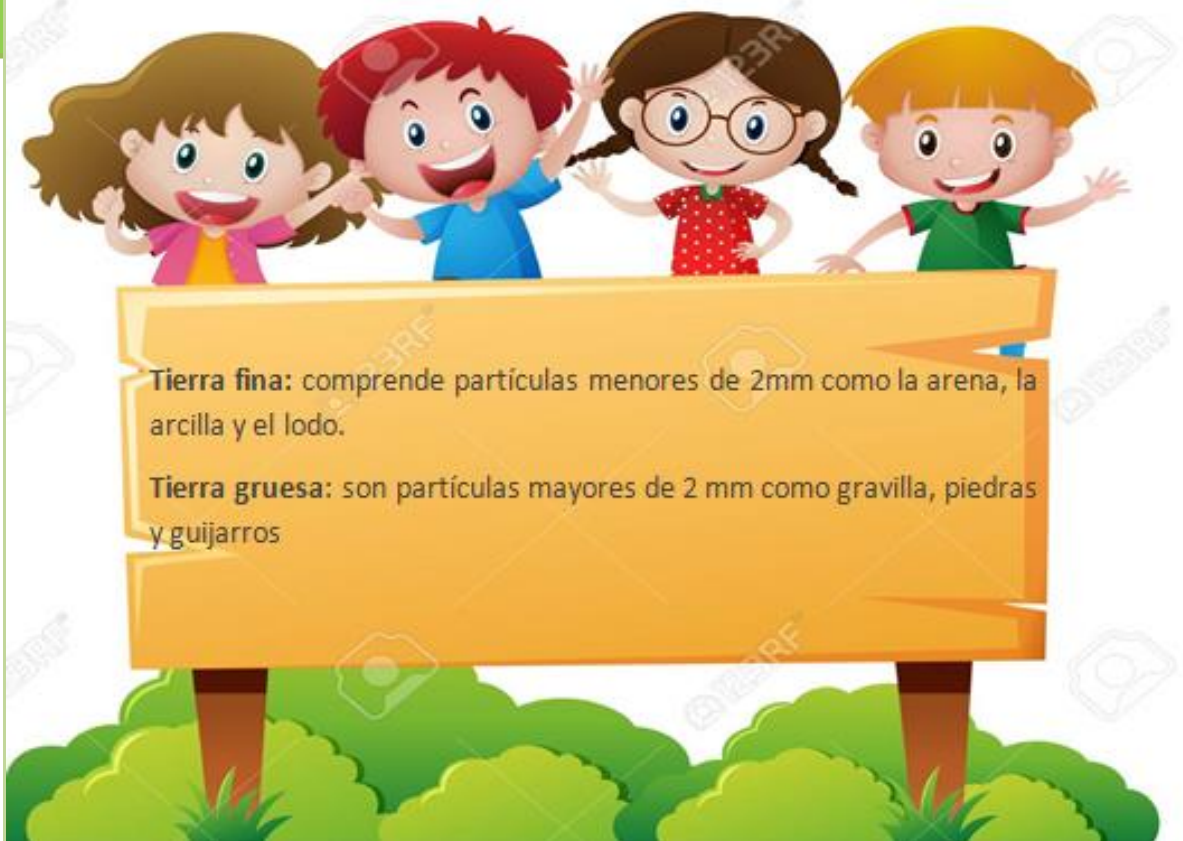 Tierra fina: comprende partículas menores de 2mm como la arena, la
arcilla y el lodo.
Tierra gruesa: son partículas mayores de 2 mm como gravilla, piedras
y guijarros